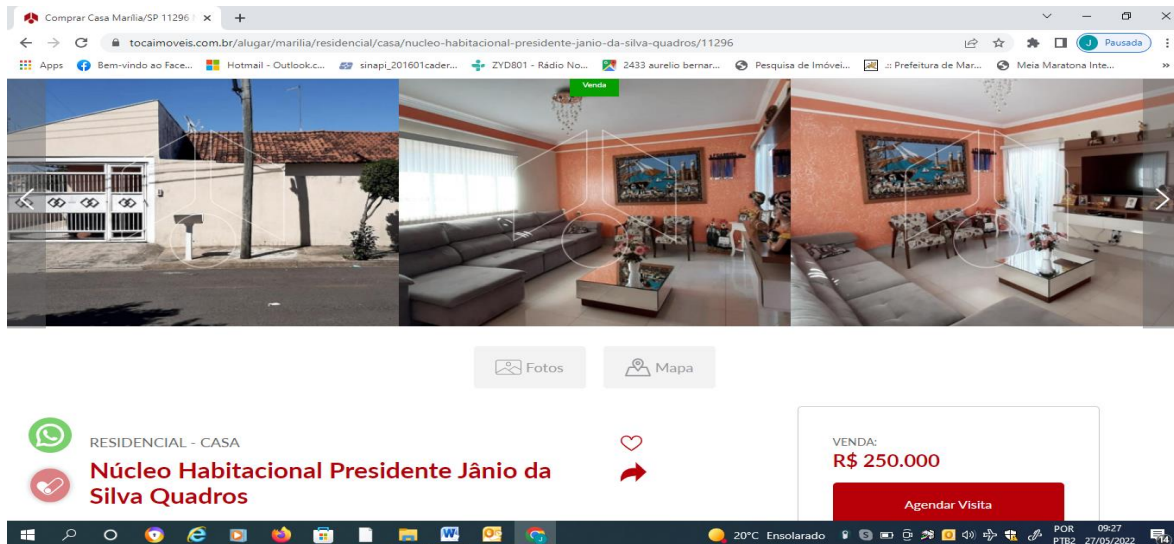 Comprar Casa Marília/SP 11296
tocaimoveis.com.br/alugar/marilia/residencial/casa/nucleo-habitacional-presidente-janio-da-silva-quadros/11296
J Pausada
Apps Bem-vindo ao Face... Hotmail - Outlook.c... sinapi_201601cader... ZYD801 - Rádio No... 2433 aurelio bernar... Pesquisa de Imóvei... .:: Prefeitura de Mar... Meia Maratona Inte... »
Venda
Fotos Mapa
RESIDENCIAL - CASA
Núcleo Habitacional Presidente Jânio da
Silva Quadros
VENDA:
R$ 250.000
Agendar Visita
20°C Ensolarado
POR 09:27
PTB2 27/05/2022